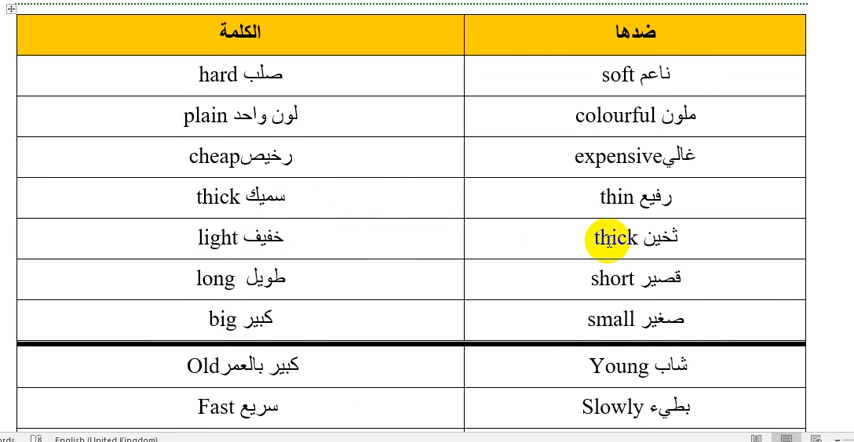 الكلمة ضدها
hard صلب soft ناعم
plain لون واحد colourful ملون
cheapرخيص expensiveغالي
thick سميك thin رفيع
light خفيف thick ثخين
long طويل short قصير
big كبير small صغير
Oldكبير بالعمر Young شاب
Fast سريع Slowly بطيء
ords English (United Kingdom)